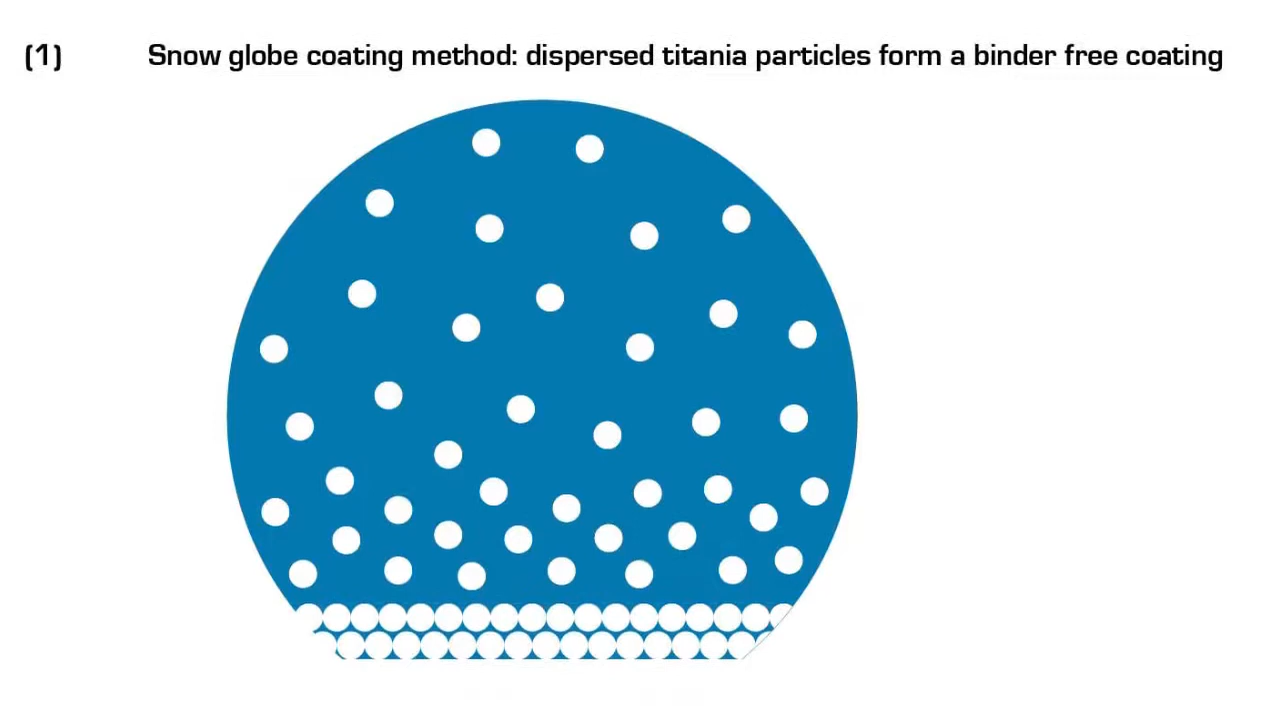 (1) Snow globe coating method: dispersed titania particles form a binder free coating